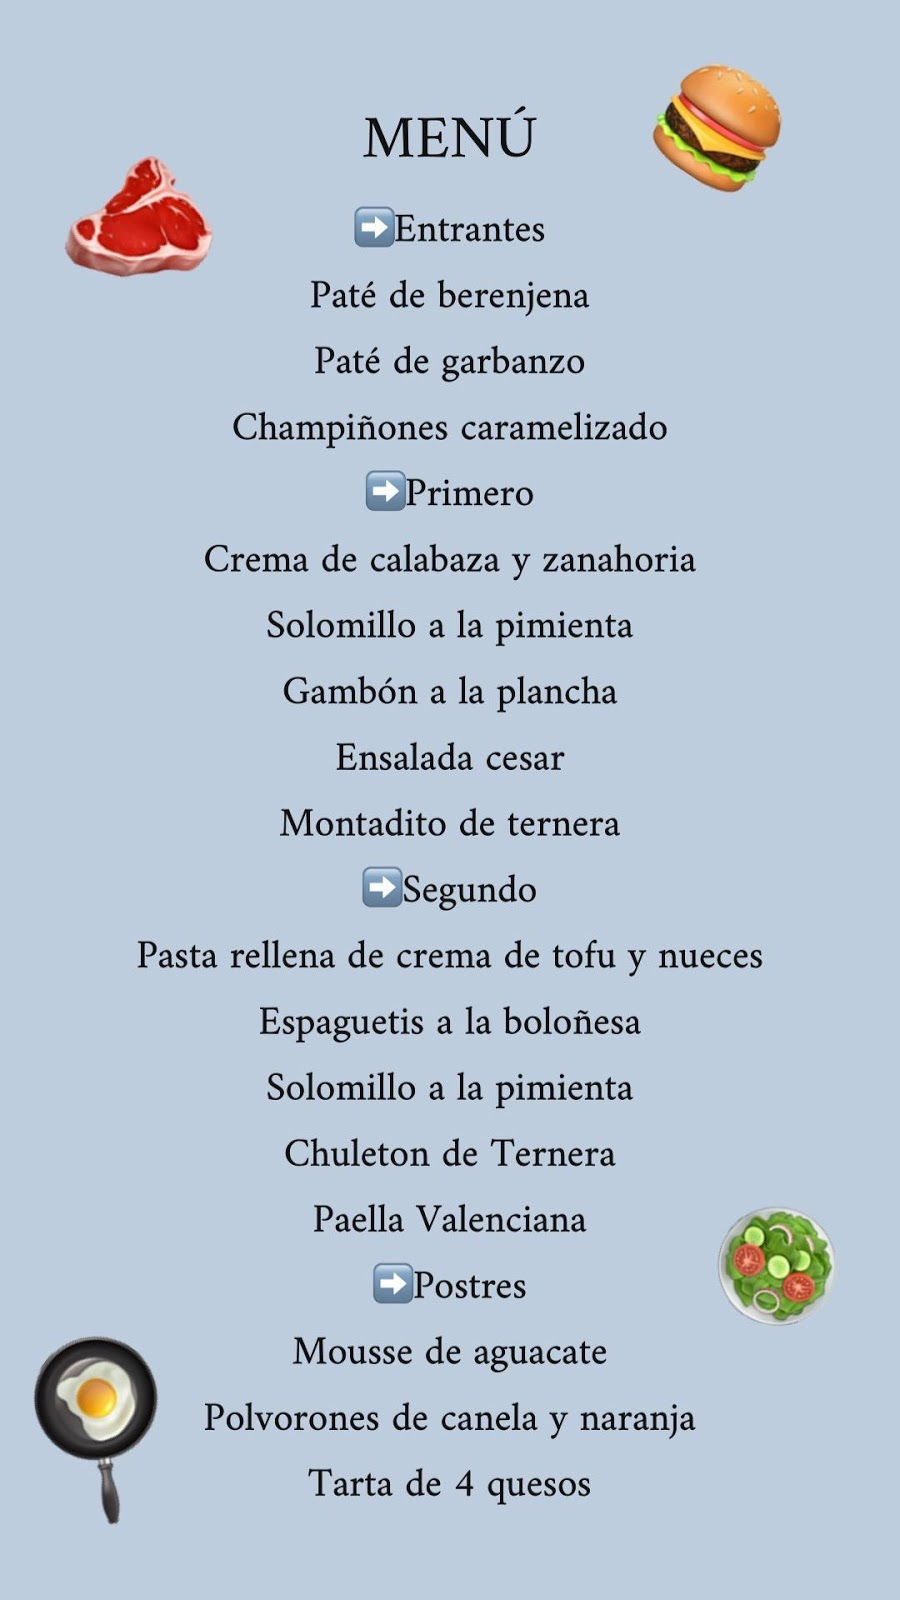 MENÚ
➡️Entrantes
Paté de berenjena
Paté de garbanzo
Champiñones caramelizado
➡️Primero
Crema de calabaza y zanahoria
Solomillo a la pimienta
Gambón a la plancha
Ensalada cesar
Montadito de ternera
➡️Segundo
Pasta rellena de crema de tofu y nueces
Espaguetis a la boloñesa
Solomillo a la pimienta
Chuleton de Ternera
Paella Valenciana
➡️Postres
Mousse de aguacate
Polvorones de canela y naranja
Tarta de 4 quesos